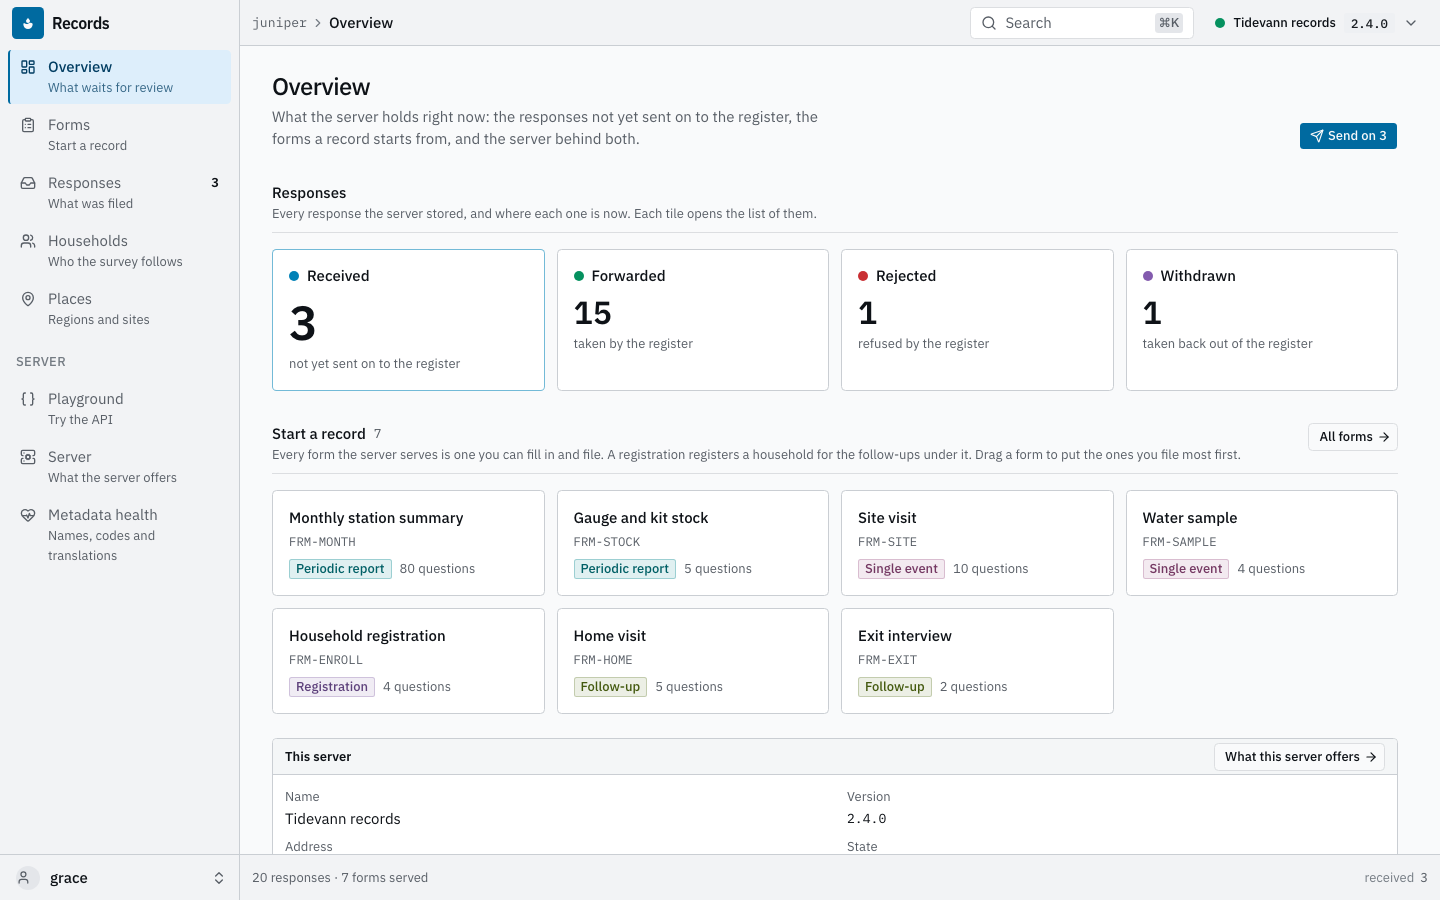 Records
Overview
What waits for review
Forms
Start a record
Responses 3
What was filed
Households
Who the survey follows
Places
Regions and sites
SERVER
Playground
Try the API
Server
What the server offers
Metadata health
Names, codes and
translations
grace
juniper > Overview
Search ⌘K
Tidevann records 2.4.0
Overview
What the server holds right now: the responses not yet sent on to the register, the
forms a record starts from, and the server behind both.
Send on 3
Responses
Every response the server stored, and where each one is now. Each tile opens the list of them.
Received
3
not yet sent on to the register
Forwarded
15
taken by the register
Rejected
1
refused by the register
Withdrawn
1
taken back out of the register
Start a record 7
All forms →
Every form the server serves is one you can fill in and file. A registration registers a household for the follow-ups under it. Drag a form to put the ones you file most first.
Monthly station summary
FRM-MONTH
Periodic report 80 questions
Gauge and kit stock
FRM-STOCK
Periodic report 5 questions
Site visit
FRM-SITE
Single event 10 questions
Water sample
FRM-SAMPLE
Single event 4 questions
Household registration
FRM-ENROLL
Registration 4 questions
Home visit
FRM-HOME
Follow-up 5 questions
Exit interview
FRM-EXIT
Follow-up 2 questions
This server
What this server offers →
Name
Tidevann records
Version
2.4.0
Address
State
20 responses · 7 forms served
received 3